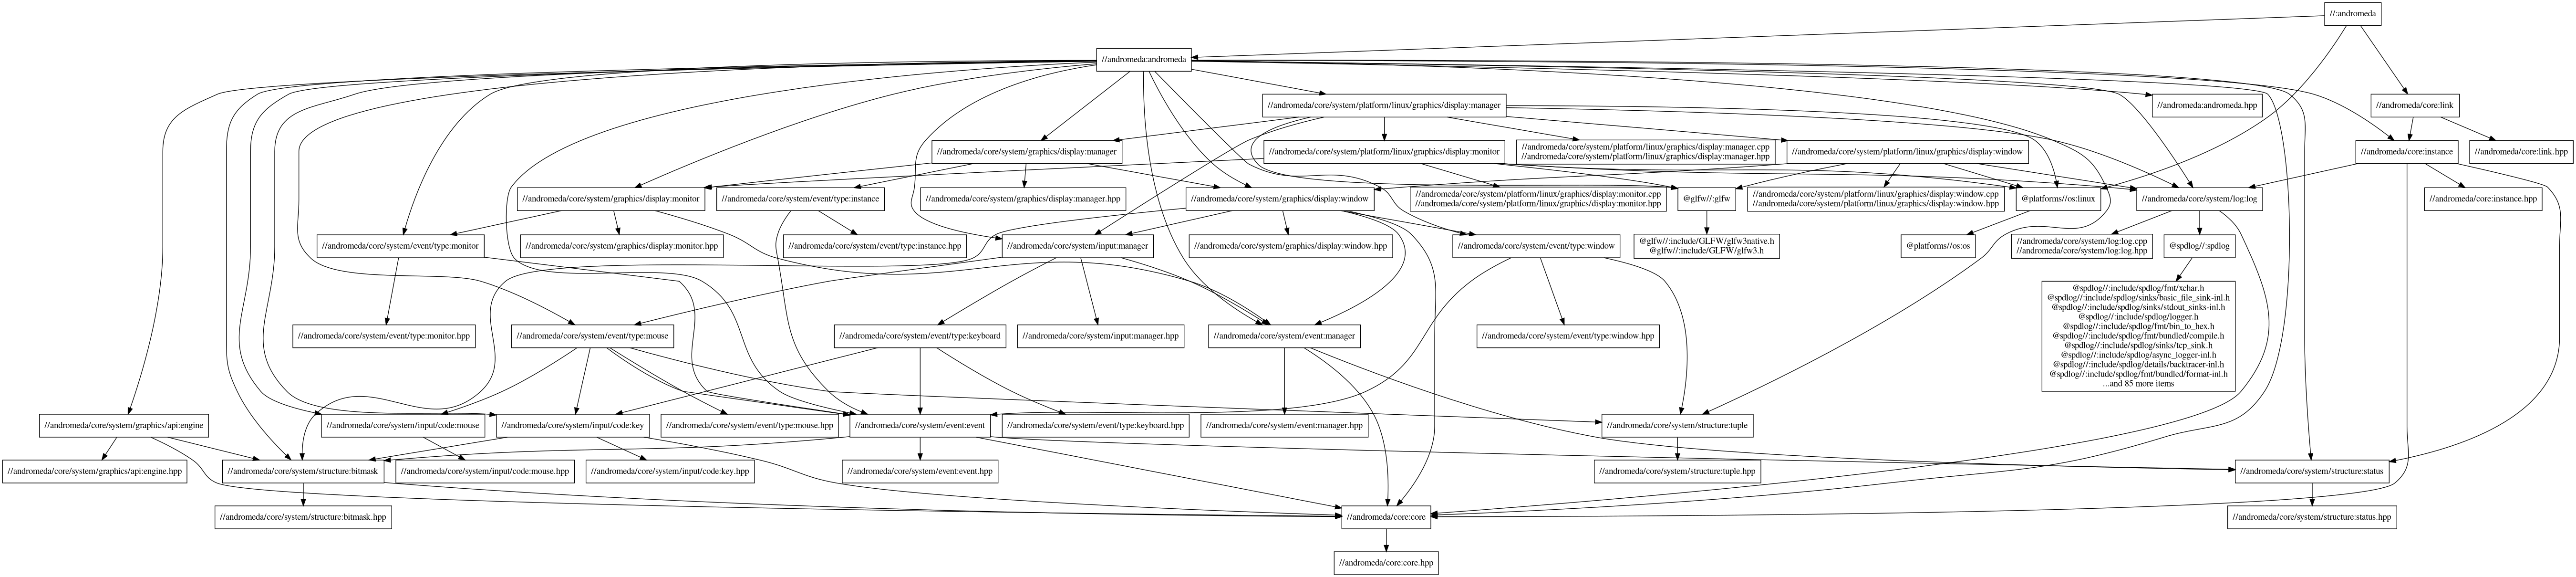 //:andromeda
//andromeda:andromeda
//andromeda/core/system/platform/linux/graphics/display:manager
//andromeda:andromeda.hpp
//andromeda/core:link
//andromeda/core/system/graphics/display:manager
//andromeda/core/system/platform/linux/graphics/display:monitor
//andromeda/core/system/platform/linux/graphics/display:manager.cpp
//andromeda/core/system/platform/linux/graphics/display:manager.hpp
//andromeda/core/system/platform/linux/graphics/display:window
//andromeda/core:instance
//andromeda/core:link.hpp
//andromeda/core/system/graphics/display:monitor
//andromeda/core/system/event/type:instance
//andromeda/core/system/graphics/display:manager.hpp
//andromeda/core/system/graphics/display:window
//andromeda/core/system/platform/linux/graphics/display:monitor.cpp
//andromeda/core/system/platform/linux/graphics/display:monitor.hpp
@glfw//:glfw
//andromeda/core/system/platform/linux/graphics/display:window.cpp
//andromeda/core/system/platform/linux/graphics/display:window.hpp
@platforms//os:linux
//andromeda/core/system/log:log
//andromeda/core:instance.hpp
//andromeda/core/system/event/type:monitor
//andromeda/core/system/graphics/display:monitor.hpp
//andromeda/core/system/event/type:instance.hpp
//andromeda/core/system/input:manager
//andromeda/core/system/graphics/display:window.hpp
//andromeda/core/system/event/type:window
@glfw//:include/GLFW/glfw3native.h
@glfw//:include/GLFW/glfw3.h
@platforms//os:os
//andromeda/core/system/log:log.cpp
//andromeda/core/system/log:log.hpp
@spdlog//:spdlog
//andromeda/core/system/event/type:monitor.hpp
//andromeda/core/system/event/type:mouse
//andromeda/core/system/event/type:keyboard
//andromeda/core/system/input:manager.hpp
//andromeda/core/system/event:manager
//andromeda/core/system/event/type:window.hpp
@spdlog//:include/spdlog/fmt/xchar.h
@spdlog//:include/spdlog/sinks/basic_file_sink-inl.h
@spdlog//:include/spdlog/sinks/stdout_sinks-inl.h
@spdlog//:include/spdlog/logger.h
@spdlog//:include/spdlog/fmt/bin_to_hex.h
@spdlog//:include/spdlog/fmt/bundled/compile.h
@spdlog//:include/spdlog/sinks/tcp_sink.h
@spdlog//:include/spdlog/async_logger-inl.h
@spdlog//:include/spdlog/details/backtracer-inl.h
@spdlog//:include/spdlog/fmt/bundled/format-inl.h
...and 85 more items
//andromeda/core/system/graphics/api:engine
//andromeda/core/system/input/code:mouse
//andromeda/core/system/input/code:key
//andromeda/core/system/event/type:mouse.hpp
//andromeda/core/system/event:event
//andromeda/core/system/event/type:keyboard.hpp
//andromeda/core/system/event:manager.hpp
//andromeda/core/system/structure:tuple
//andromeda/core/system/graphics/api:engine.hpp
//andromeda/core/system/structure:bitmask
//andromeda/core/system/input/code:mouse.hpp
//andromeda/core/system/input/code:key.hpp
//andromeda/core/system/event:event.hpp
//andromeda/core/system/structure:tuple.hpp
//andromeda/core/system/structure:status
//andromeda/core/system/structure:bitmask.hpp
//andromeda/core:core
//andromeda/core/system/structure:status.hpp
//andromeda/core:core.hpp